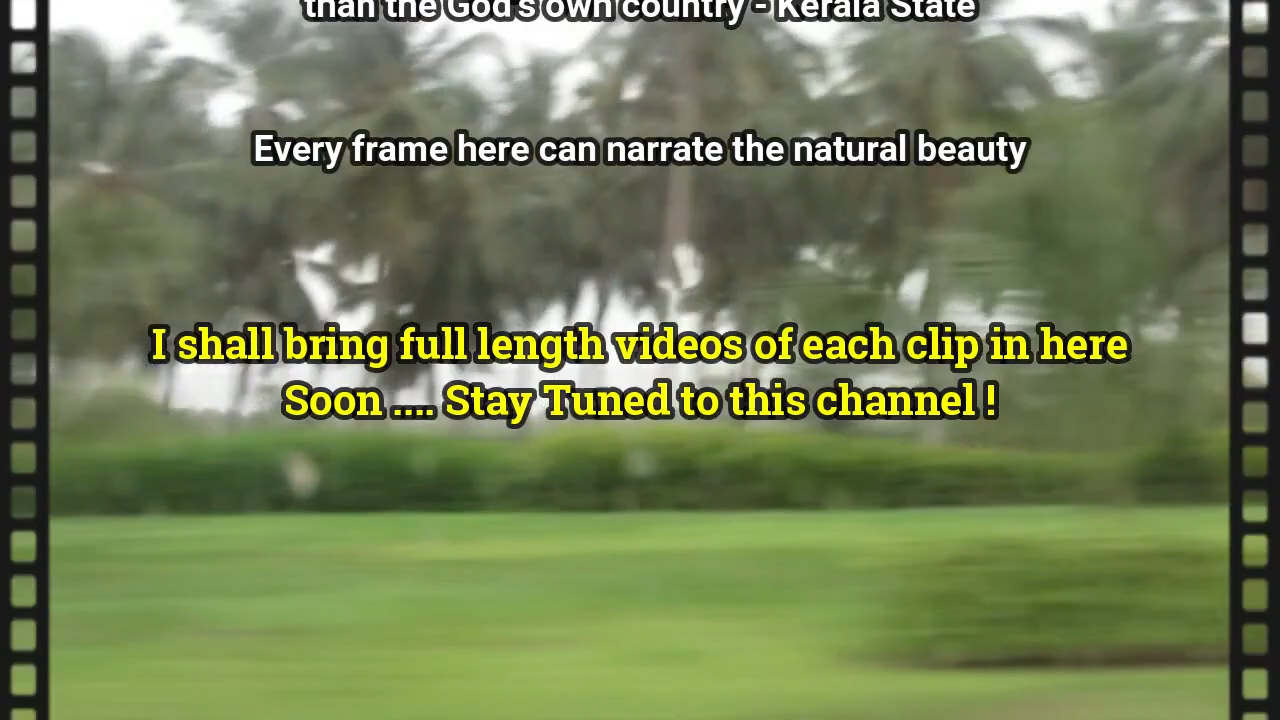 than the God's own country - Kerala State
Every frame here can narrate the natural beauty
I shall bring full length videos of each clip in here
Soon .... Stay Tuned to this channel !